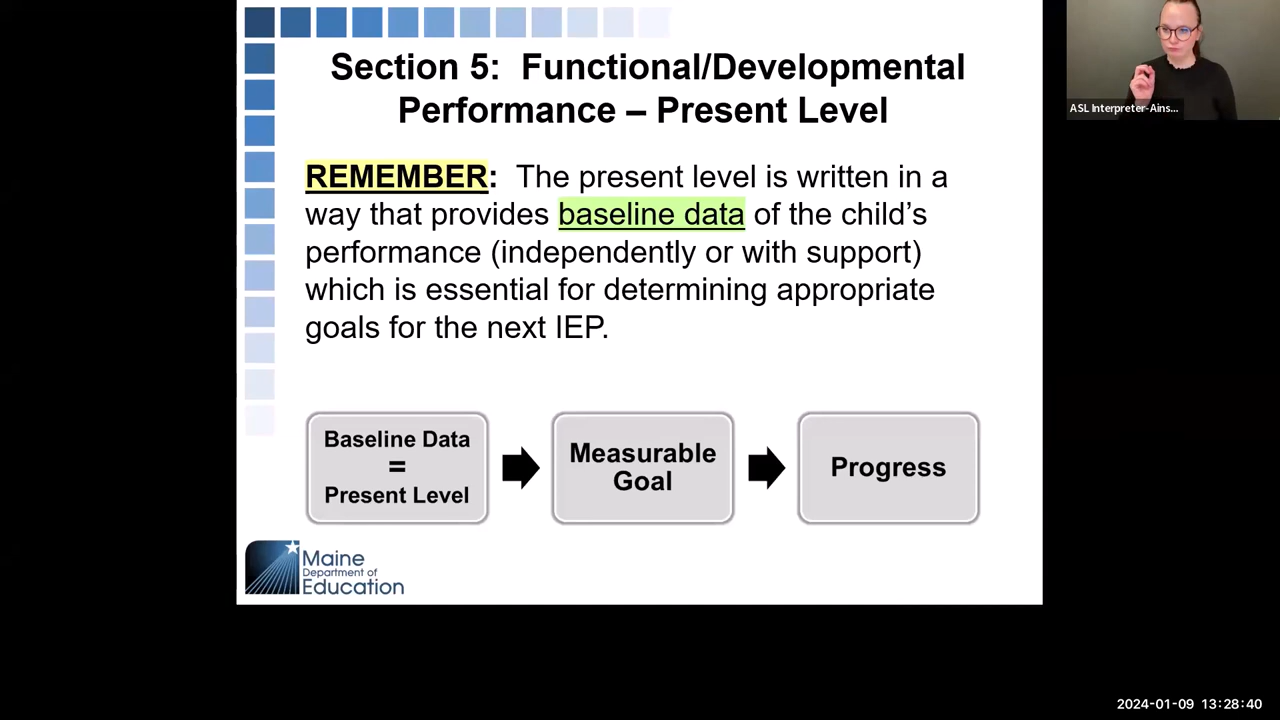 Section 5:  Functional/Developmental
Performance – Present Level
REMEMBER:  The present level is written in a
way that provides baseline data of the child’s
performance (independently or with support)
which is essential for determining appropriate
goals for the next IEP.
Baseline Data
=
Present Level
Measurable
Goal
Progress
Maine
Department of
Education
ASL Interpreter-Ains...
2024-01-09 13:28:40